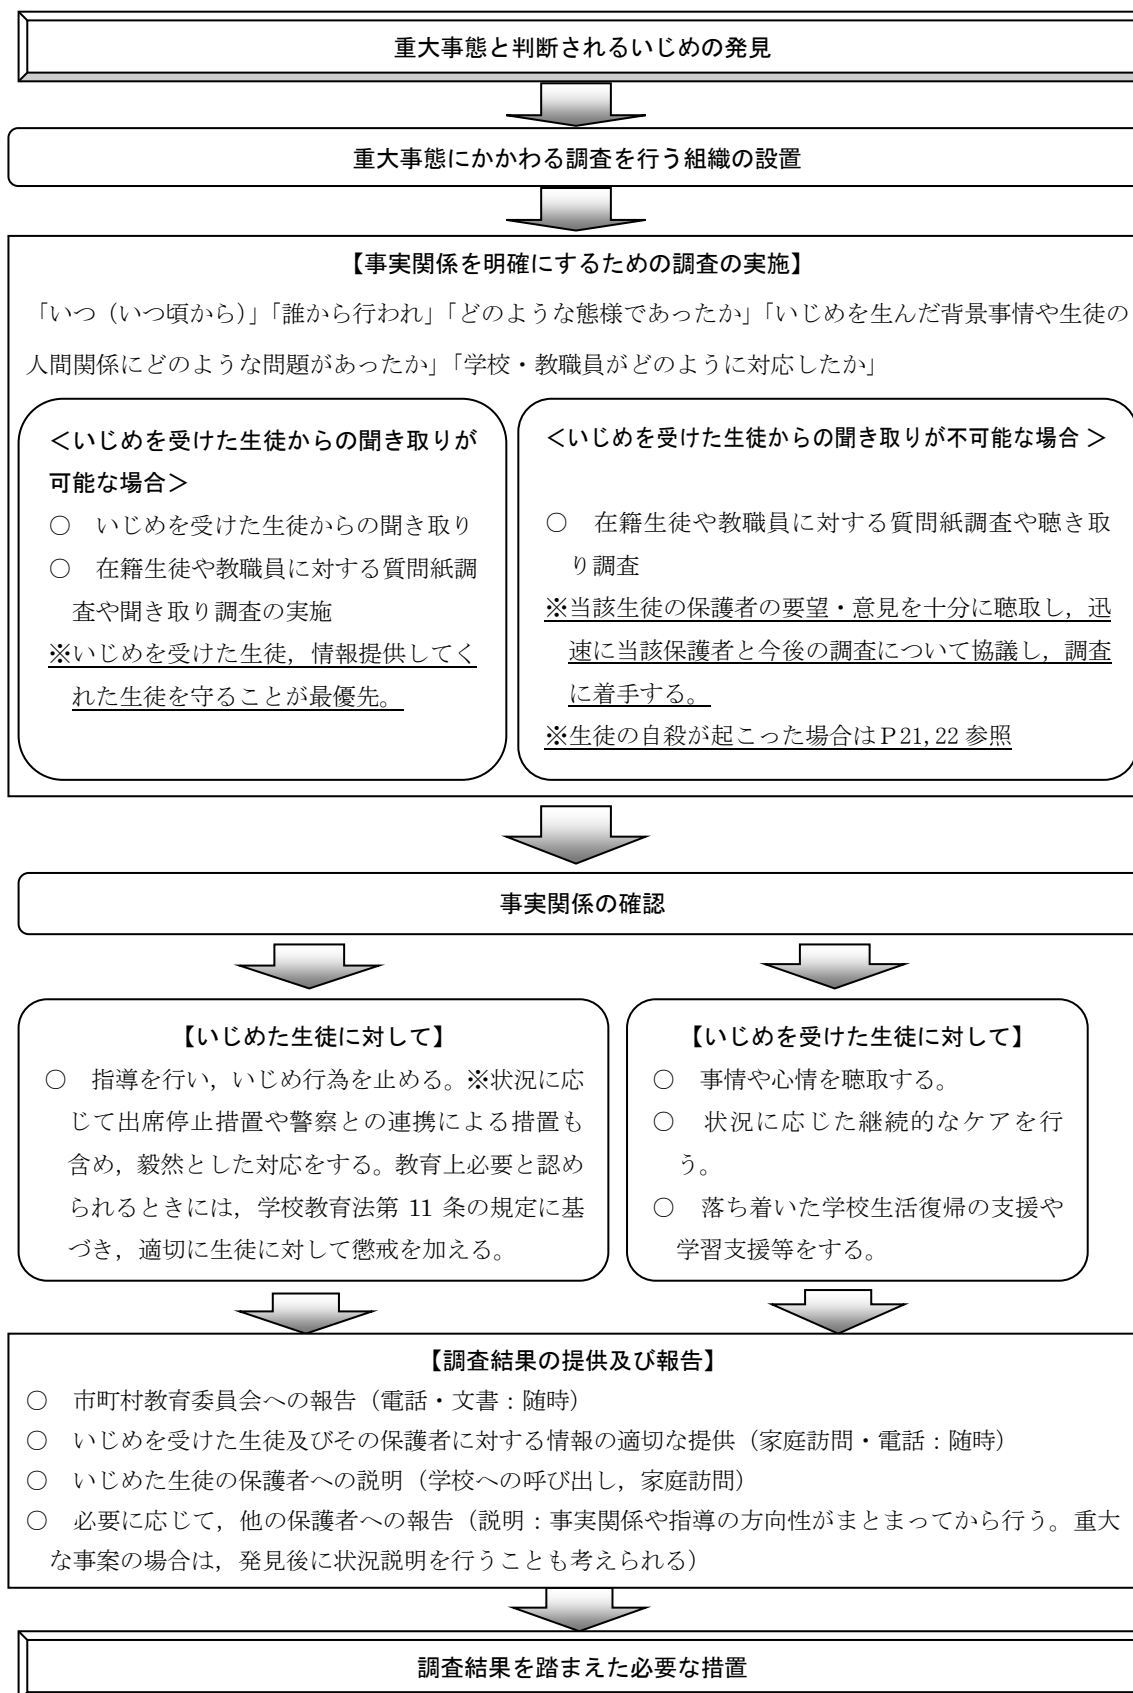 重大事態と判断されるいじめの発見
重大事態にかかわる調査を行う組織の設置
【事実関係を明確にするための調査の実施】
「いつ（いつ頃から）」「誰から行われ」「どのような態様であったか」「いじめを生んだ背景事情や生徒の
人間関係にどのような問題があったか」「学校・教職員がどのように対応したか」
＜いじめを受けた生徒からの聞き取りが
可能な場合＞
○　いじめを受けた生徒からの聞き取り
○　在籍生徒や教職員に対する質問紙調
査や聞き取り調査の実施
※いじめを受けた生徒，情報提供してく
れた生徒を守ることが最優先。
＜いじめを受けた生徒からの聞き取りが不可能な場合 ＞
○　在籍生徒や教職員に対する質問紙調査や聴き取
り調査
※当該生徒の保護者の要望・意見を十分に聴取し，迅
速に当該保護者と今後の調査について協議し，調査
に着手する。
※生徒の自殺が起こった場合はＰ21, 22 参照
事実関係の確認
【いじめた生徒に対して】
○　指導を行い，いじめ行為を止める。※状況に応
じて出席停止措置や警察との連携による措置も
含め，毅然とした対応をする。教育上必要と認め
られるときには，学校教育法第 11 条の規定に基
づき，適切に生徒に対して懲戒を加える。
【いじめを受けた生徒に対して】
○　事情や心情を聴取する。
○　状況に応じた継続的なケアを行
う。
○　落ち着いた学校生活復帰の支援や
学習支援等をする。
【調査結果の提供及び報告】
○　市町村教育委員会への報告（電話・文書：随時）
○　いじめを受けた生徒及びその保護者に対する情報の適切な提供（家庭訪問・電話：随時）
○　いじめた生徒の保護者への説明（学校への呼び出し，家庭訪問）
○　必要に応じて，他の保護者への報告（説明：事実関係や指導の方向性がまとまってから行う。重大
な事案の場合は，発見後に状況説明を行うことも考えられる）
調査結果を踏まえた必要な措置